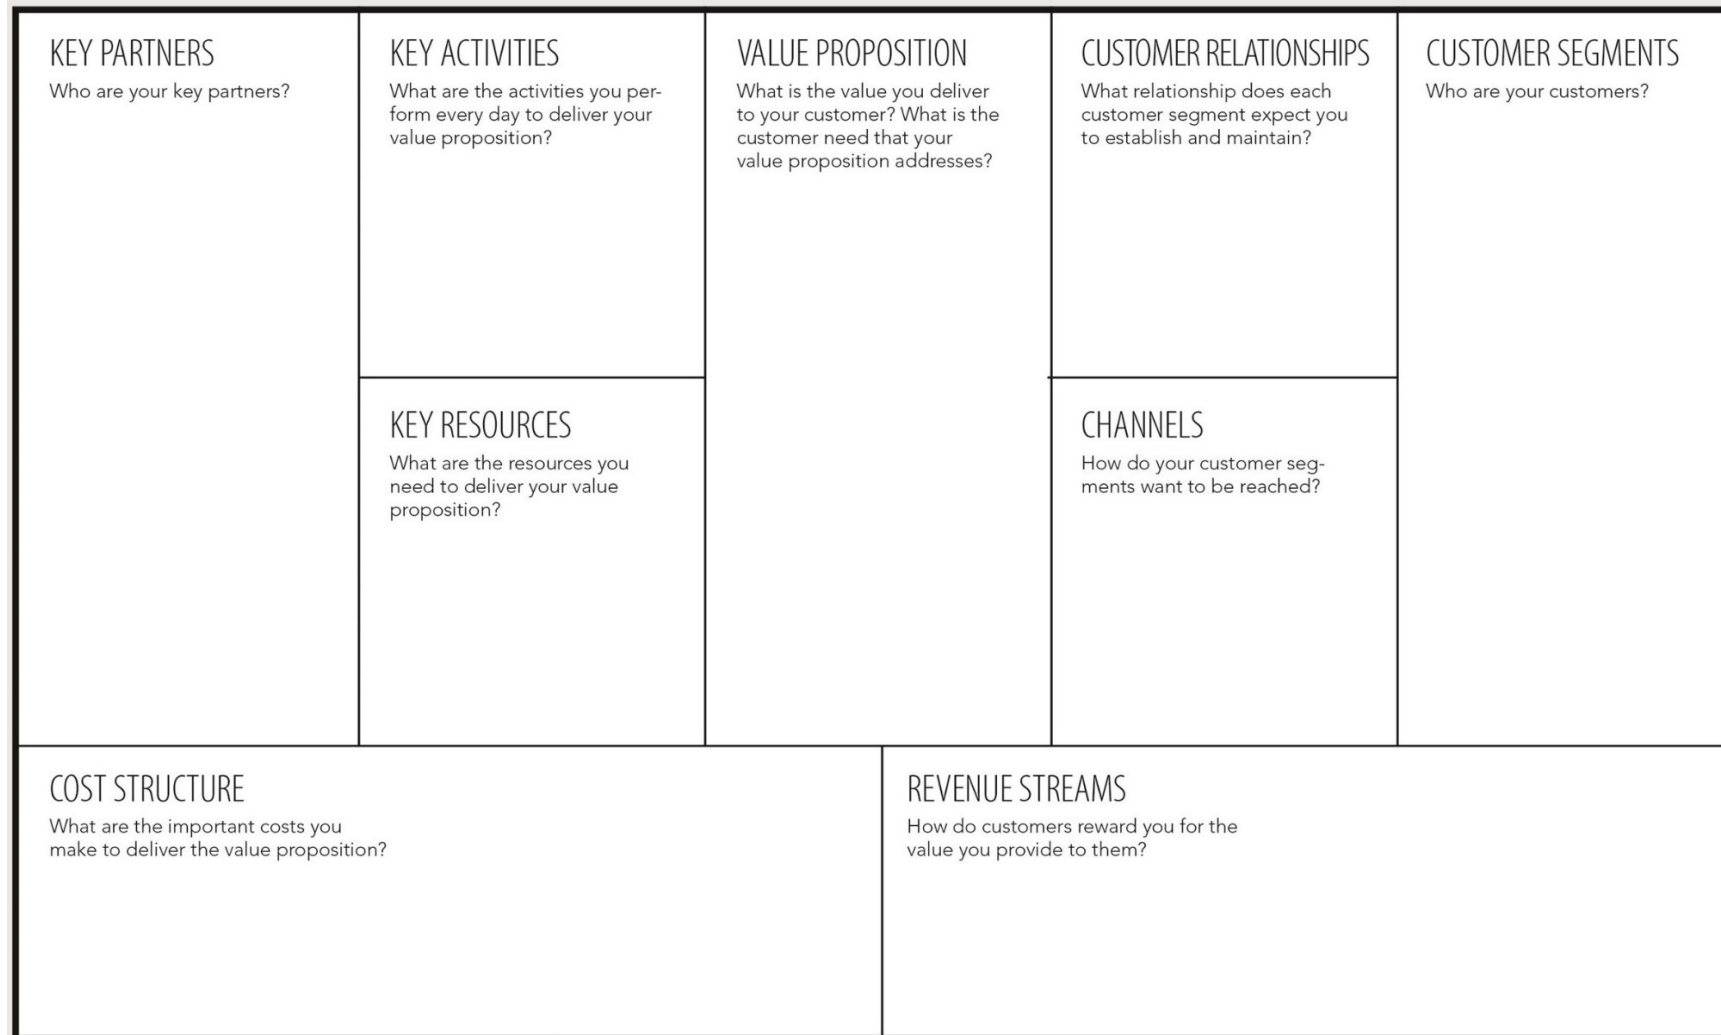 KEY PARTNERS
Who are your key partners?
KEY ACTIVITIES
What are the activities you per-
form every day to deliver your
value proposition?
KEY RESOURCES
What are the resources you
need to deliver your value
proposition?
VALUE PROPOSITION
What is the value you deliver
to your customer? What is the
customer need that your
value proposition addresses?
CUSTOMER RELATIONSHIPS
What relationship does each
customer segment expect you
to establish and maintain?
CHANNELS
How do your customer seg-
ments want to be reached?
CUSTOMER SEGMENTS
Who are your customers?
COST STRUCTURE
What are the important costs you
make to deliver the value proposition?
REVENUE STREAMS
How do customers reward you for the
value you provide to them?